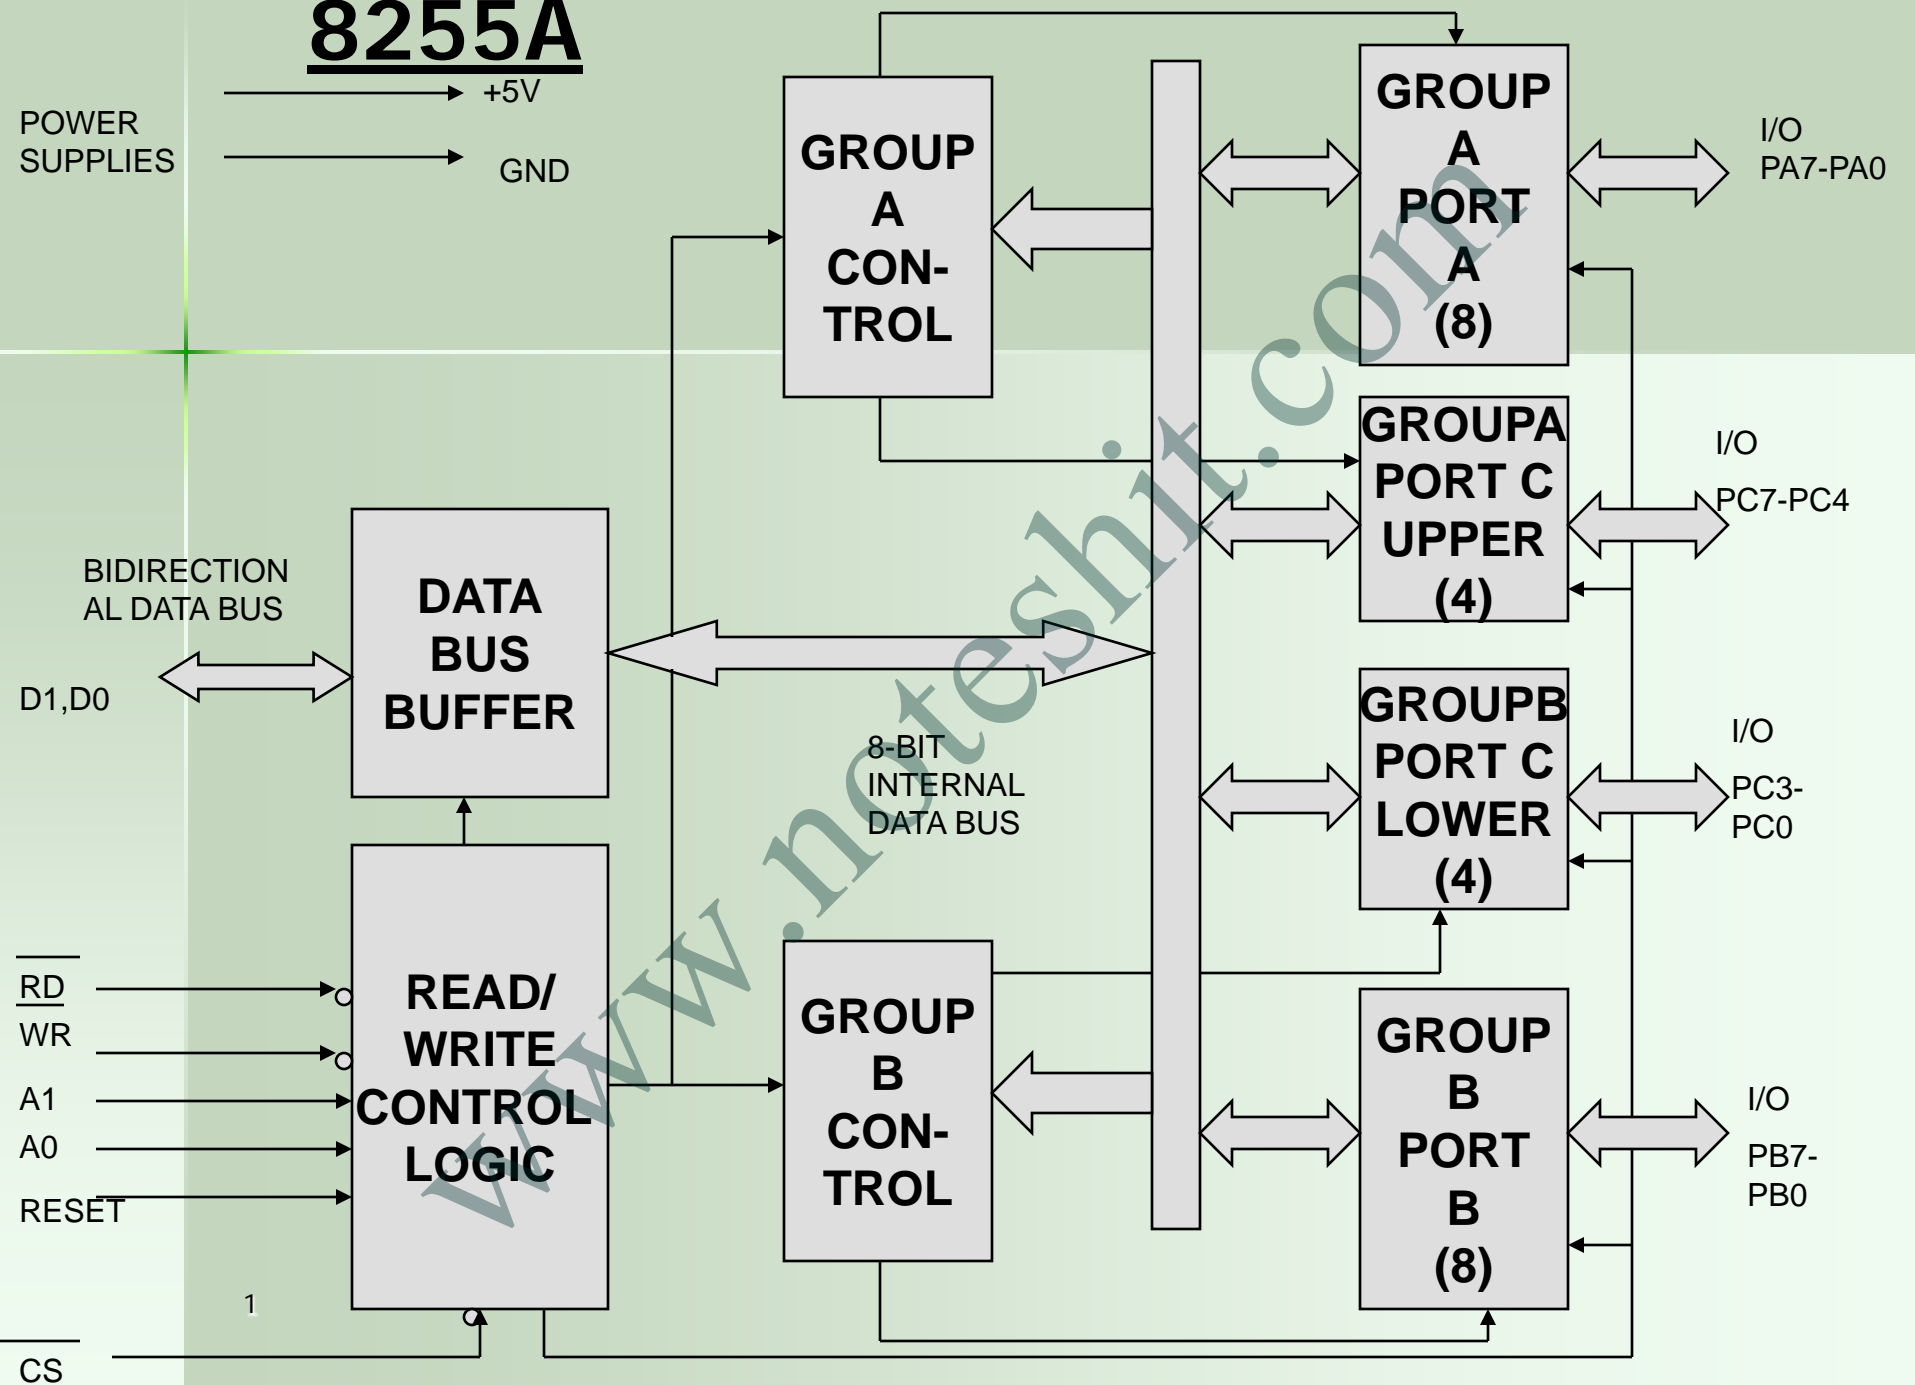 8255A
POWER
SUPPLIES
+5V
GND
GROUP
A
CON-
TROL
GROUP
A
PORT
A
(8)
I/O
PA7-PA0
GROUPA
PORT C
UPPER
(4)
I/O
PC7-PC4
BIDIRECTION
AL DATA BUS
D1,D0
DATA
BUS
BUFFER
8-BIT
INTERNAL
DATA BUS
GROUPB
PORT C
LOWER
(4)
I/O
PC3-
PC0
RD
WR
A1
A0
RESET
CS
READ/
WRITE
CONTROL
LOGIC
GROUP
B
CON-
TROL
GROUP
B
PORT
B
(8)
I/O
PB7-
PB0
1
www.noteshit.com